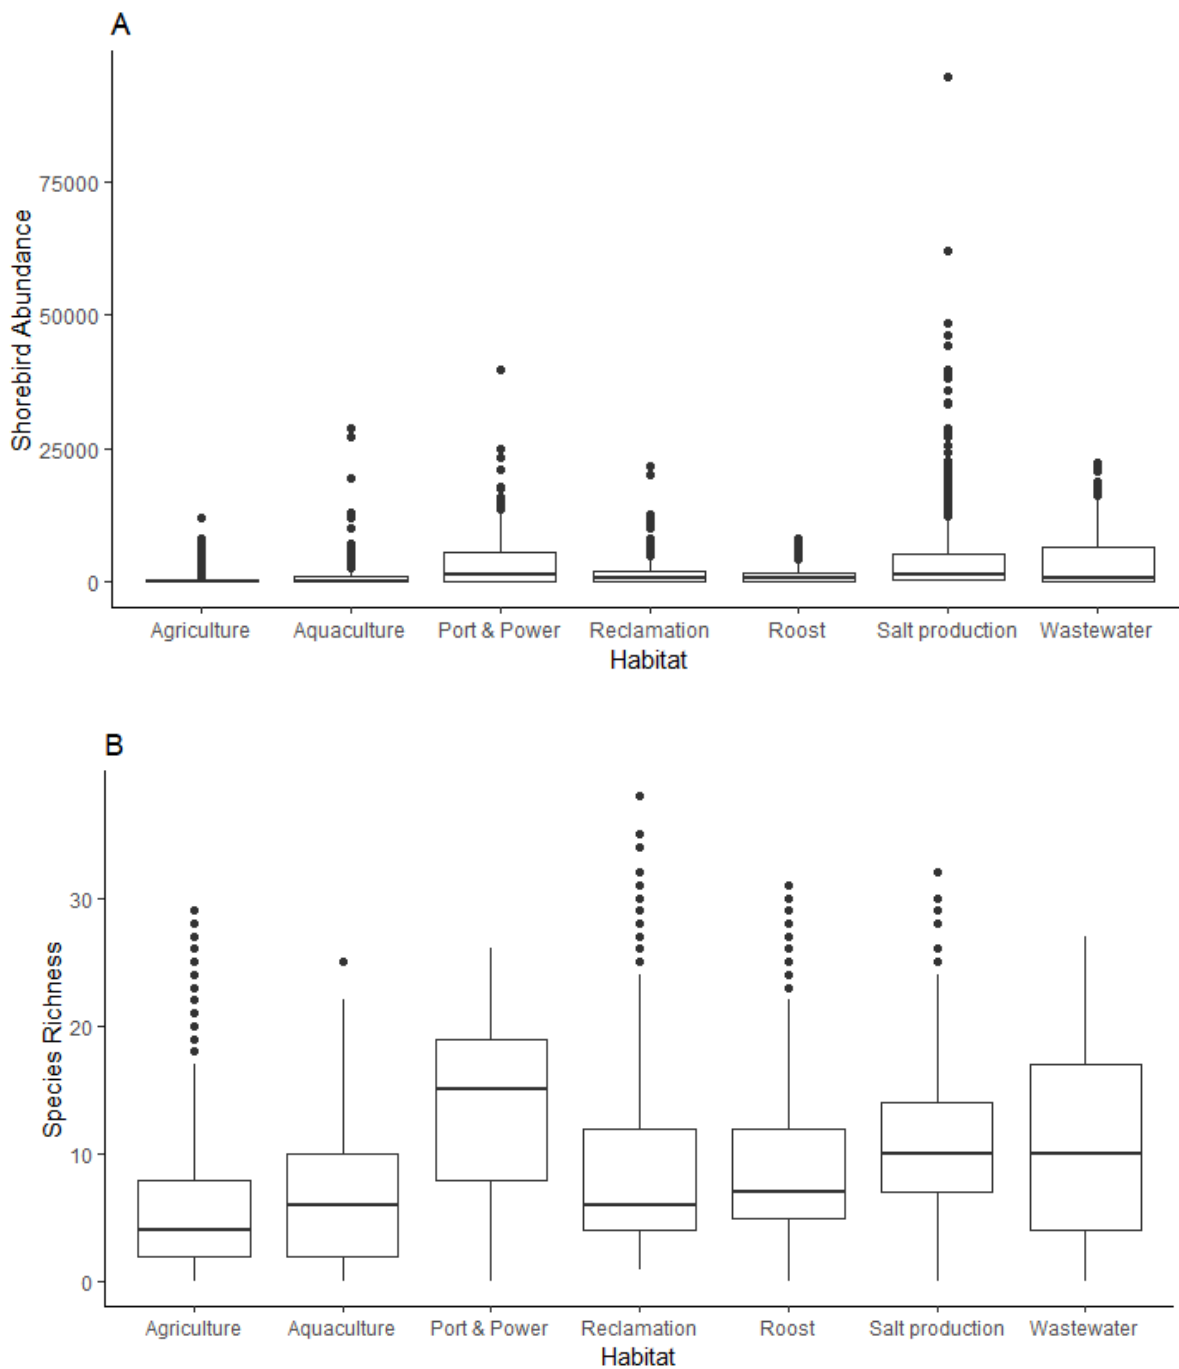 A
Shorebird Abundance
75000
50000
25000
0
Agriculture Aquaculture Port & Power Reclamation Roost Salt production Wastewater
Habitat
B
Species Richness
30
20
10
0
Agriculture Aquaculture Port & Power Reclamation Roost Salt production Wastewater
Habitat